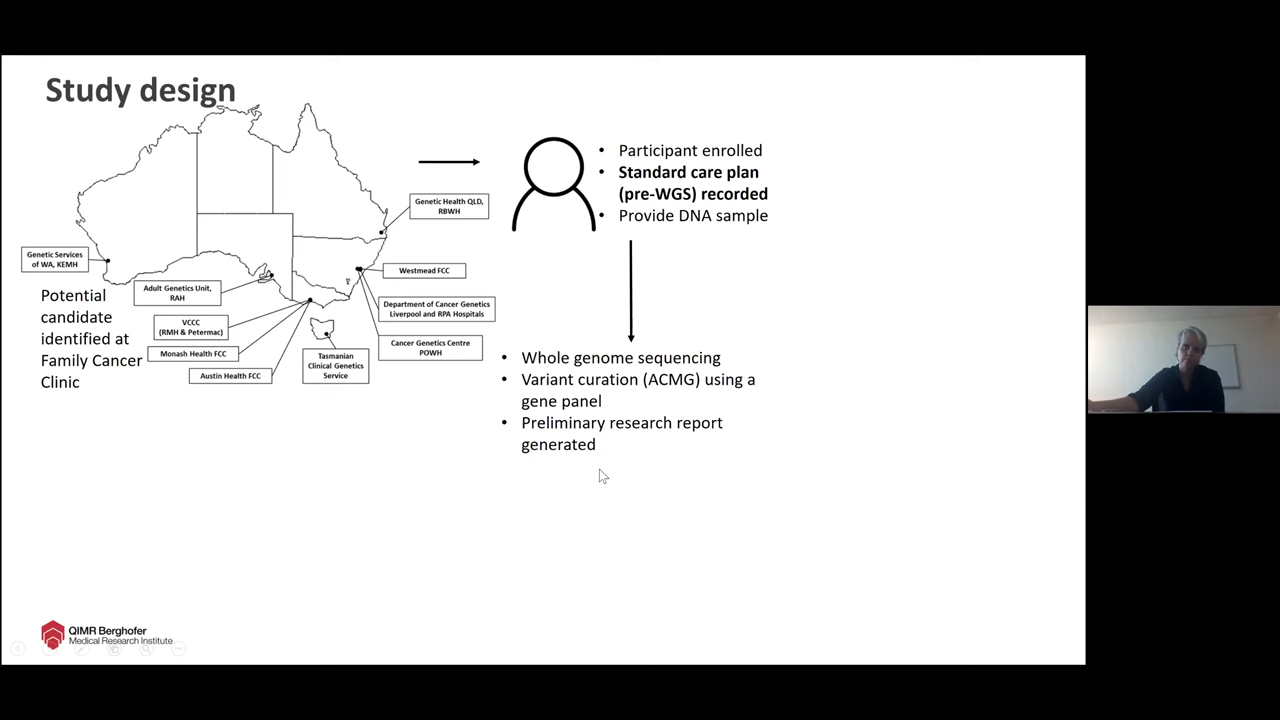 Study design
Genetic Health QLD,
RBWH
Genetic Services
of WA, KEMH
Westmead FCC
Adult Genetics Unit,
RAH
Department of Cancer Genetics
Liverpool and RPA Hospitals
VCCC
(RMH & Petermac)
Cancer Genetics Centre
POWH
Monash Health FCC
Tasmanian
Clinical Genetics
Service
Austin Health FCC
Potential
candidate
identified at
Family Cancer
Clinic
• Participant enrolled
• Standard care plan
(pre-WGS) recorded
• Provide DNA sample
• Whole genome sequencing
• Variant curation (ACMG) using a
gene panel
• Preliminary research report
generated
QIMR Berghofer
Medical Research Institute